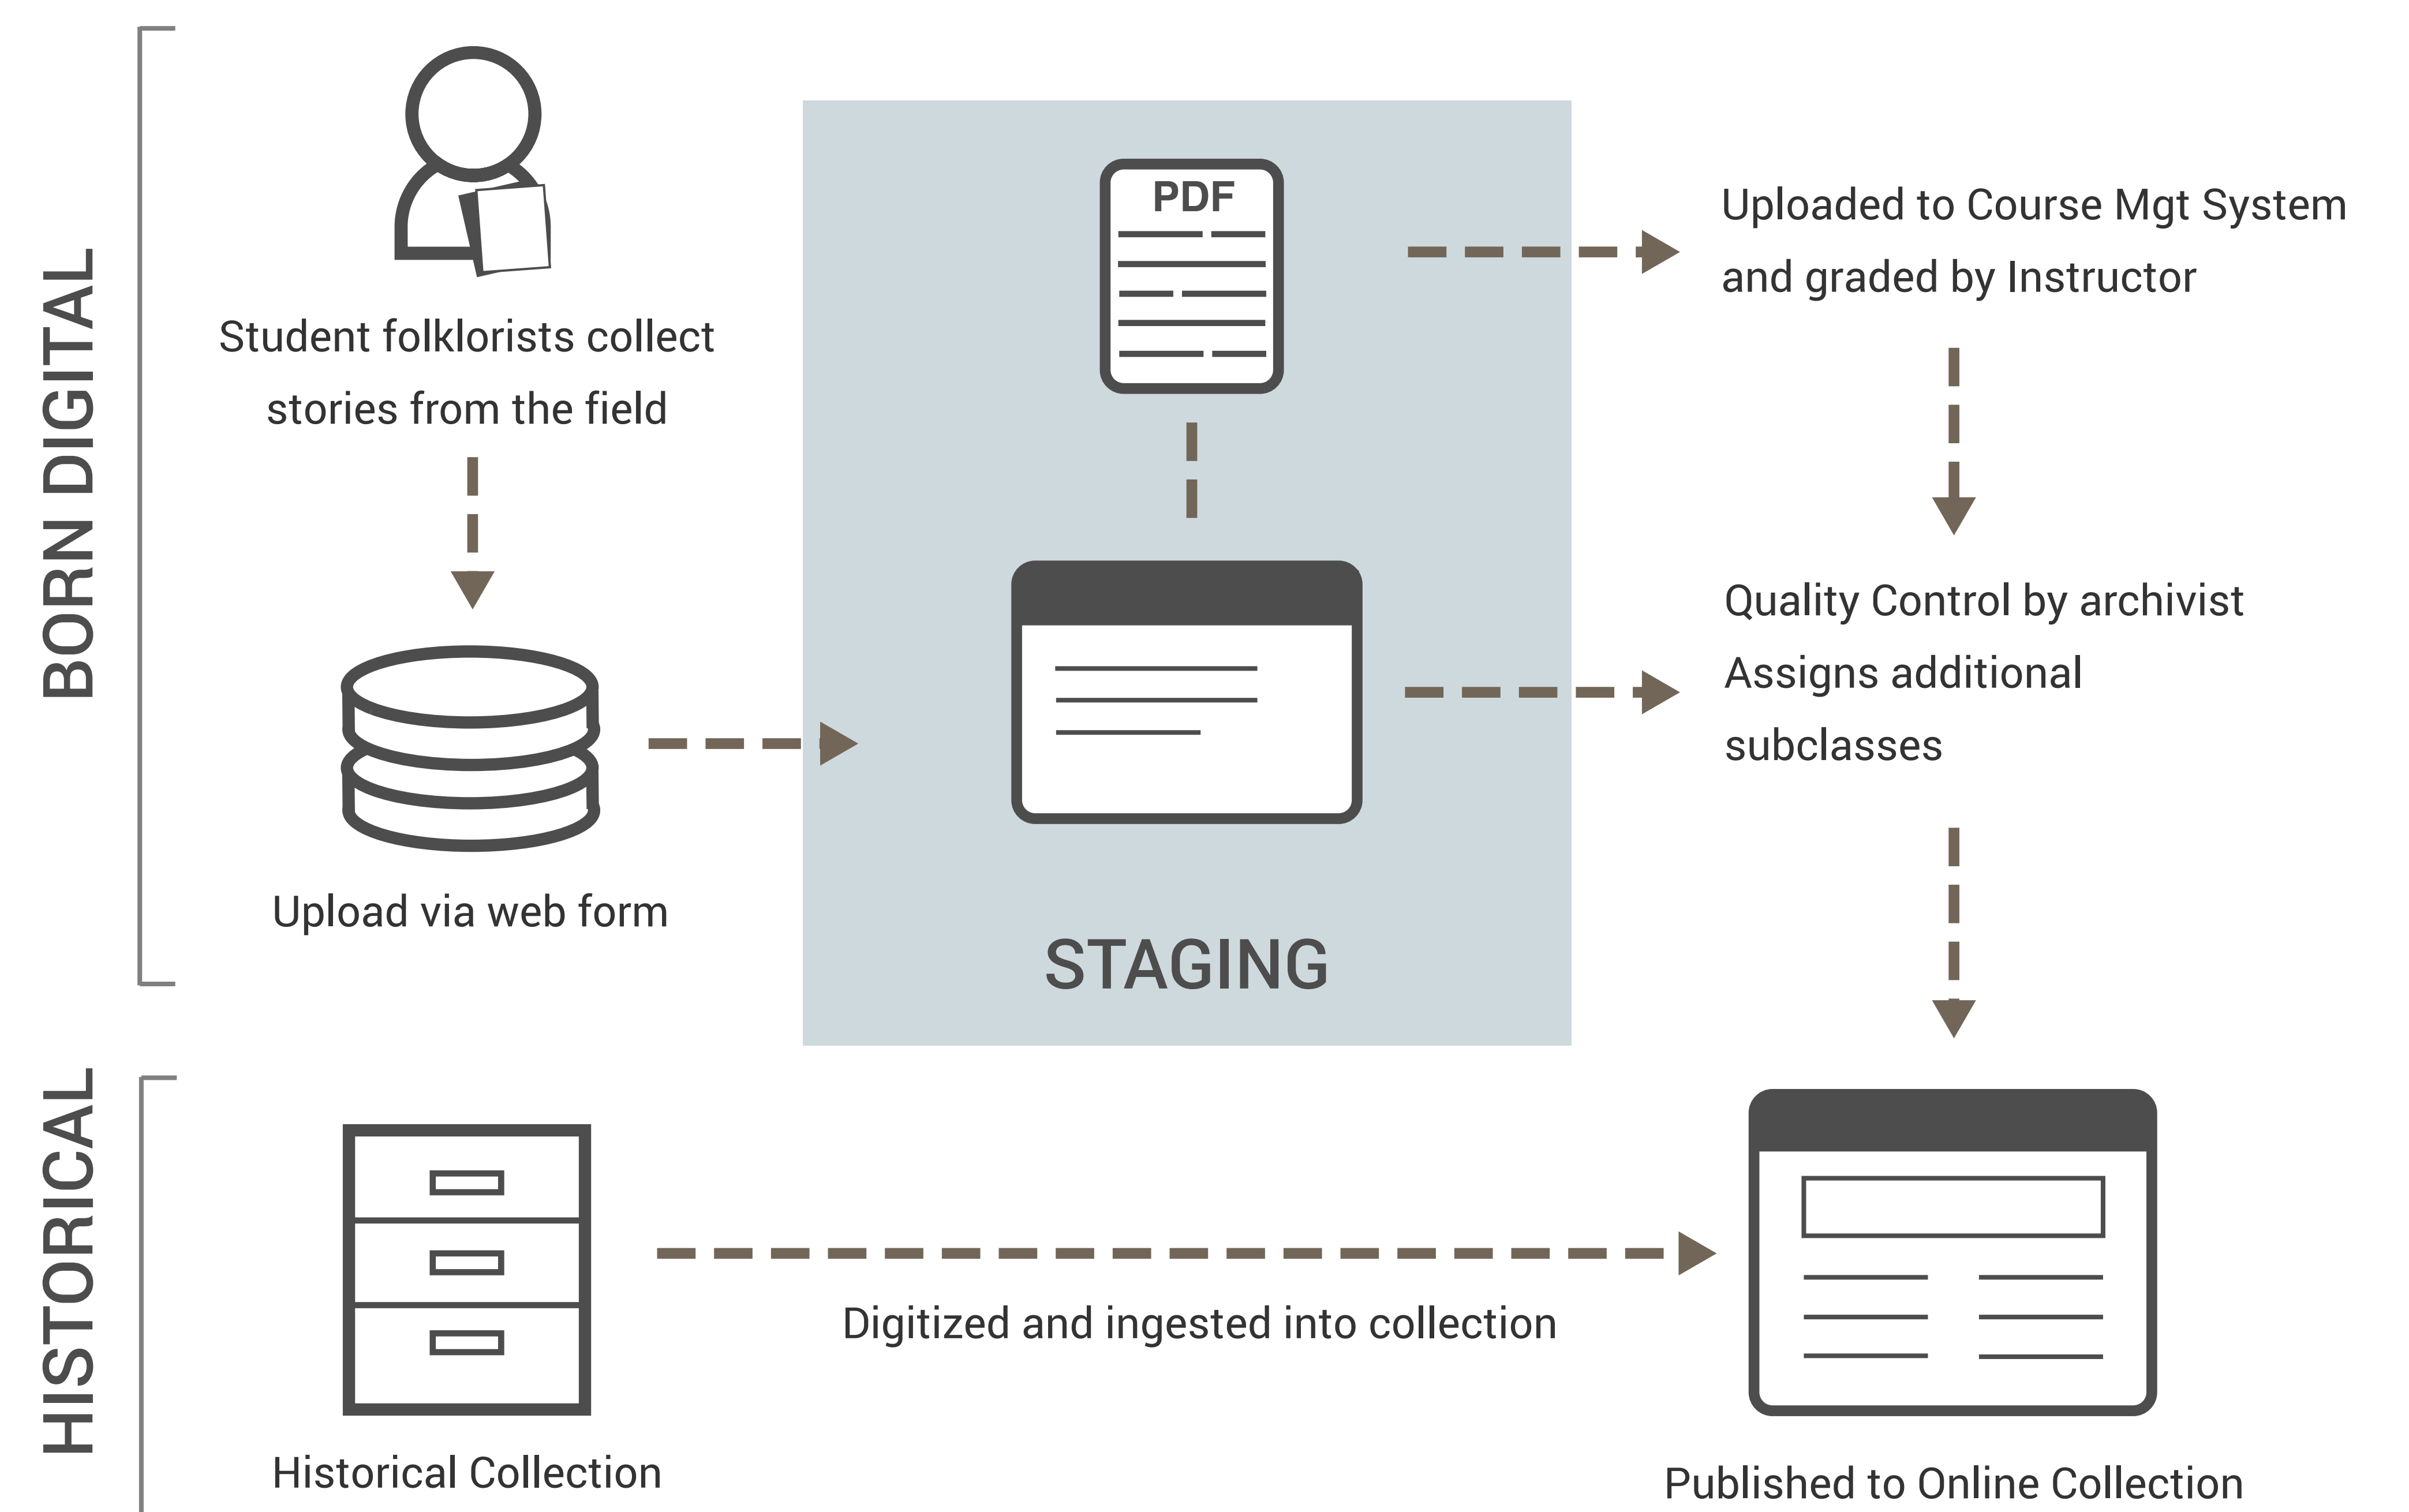 BORN DIGITAL
Student folklorists collect
stories from the field
Upload via web form
PDF
STAGING
Uploaded to Course Mgt System
and graded by Instructor
Quality Control by archivist
Assigns additional
subclasses
HISTORICAL
Historical Collection
Digitized and ingested into collection
Published to Online Collection